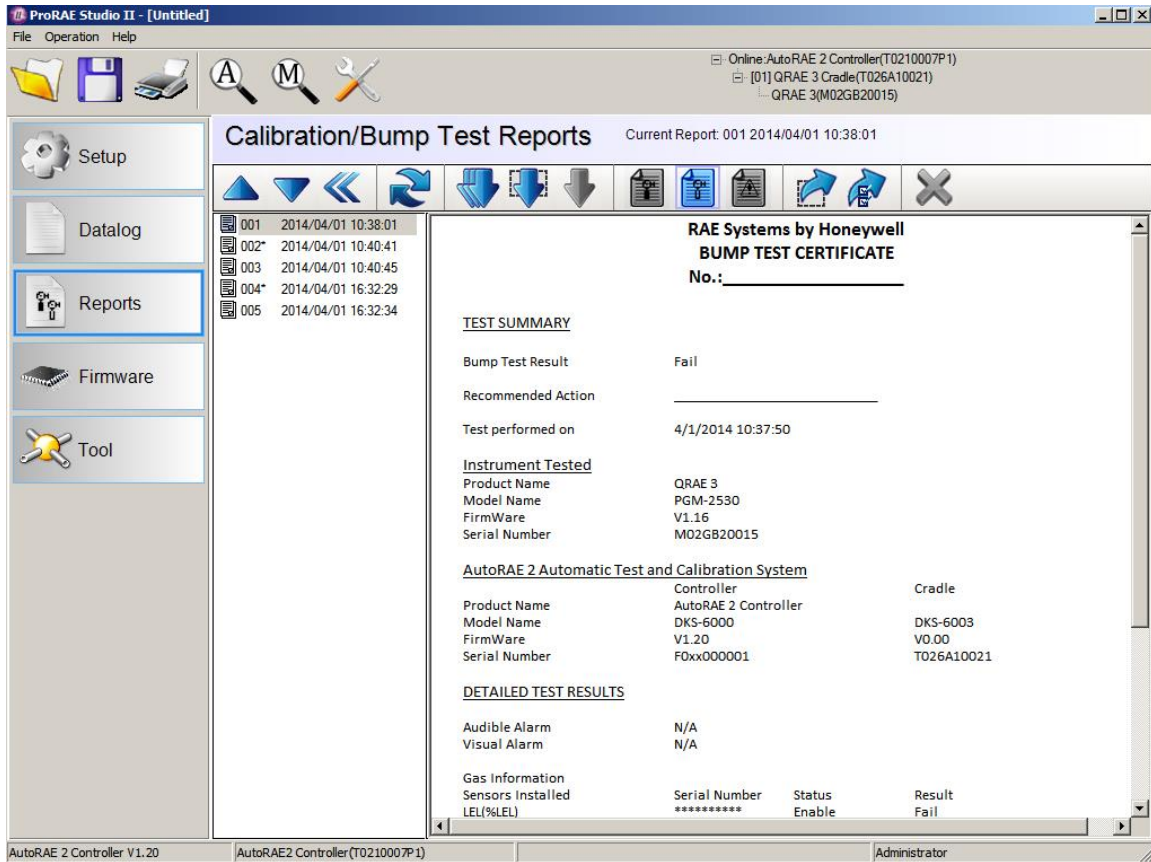 ProRAE Studio II - [Untitled]
File Operation Help
A M
Online:AutoRAE 2 Controller(T0210007P1)
[01] QRAE 3 Cradle(T026A10021)
QRAE 3(M02GB20015)
Setup
Datalog
Reports
Firmware
Tool
Calibration/Bump Test Reports Current Report: 001 2014/04/01 10:38:01
001 2014/04/01 10:38:01
002* 2014/04/01 10:40:41
003 2014/04/01 10:40:45
004* 2014/04/01 16:32:29
005 2014/04/01 16:32:34
RAE Systems by Honeywell
BUMP TEST CERTIFICATE
No.:____________________
TEST SUMMARY
Bump Test Result Fail
Recommended Action ____________________
Test performed on 4/1/2014 10:37:50
Instrument Tested
Product Name QRAE 3
Model Name PGM-2530
FirmWare V1.16
Serial Number M02GB20015
AutoRAE 2 Automatic Test and Calibration System
Controller Cradle
Product Name AutoRAE 2 Controller
Model Name DKS-6000 DKS-6003
FirmWare V1.20 V0.00
Serial Number F0xx000001 T026A10021
DETAILED TEST RESULTS
Audible Alarm N/A
Visual Alarm N/A
Gas Information
Sensors Installed Serial Number Status Result
LEL(%LEL) ********** Enable Fail
AutoRAE 2 Controller V1.20 AutoRAE2 Controller(T0210007P1) Administrator